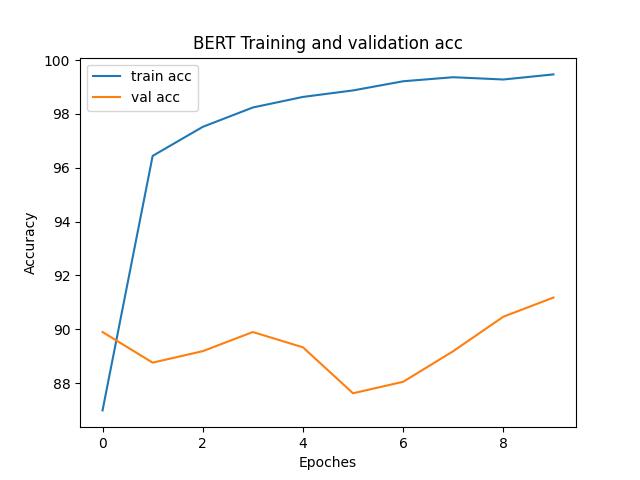 BERT Training and validation acc
100
98
96
94
92
90
88
Accuracy
train acc
val acc
0 2 4 6 8
Epoches